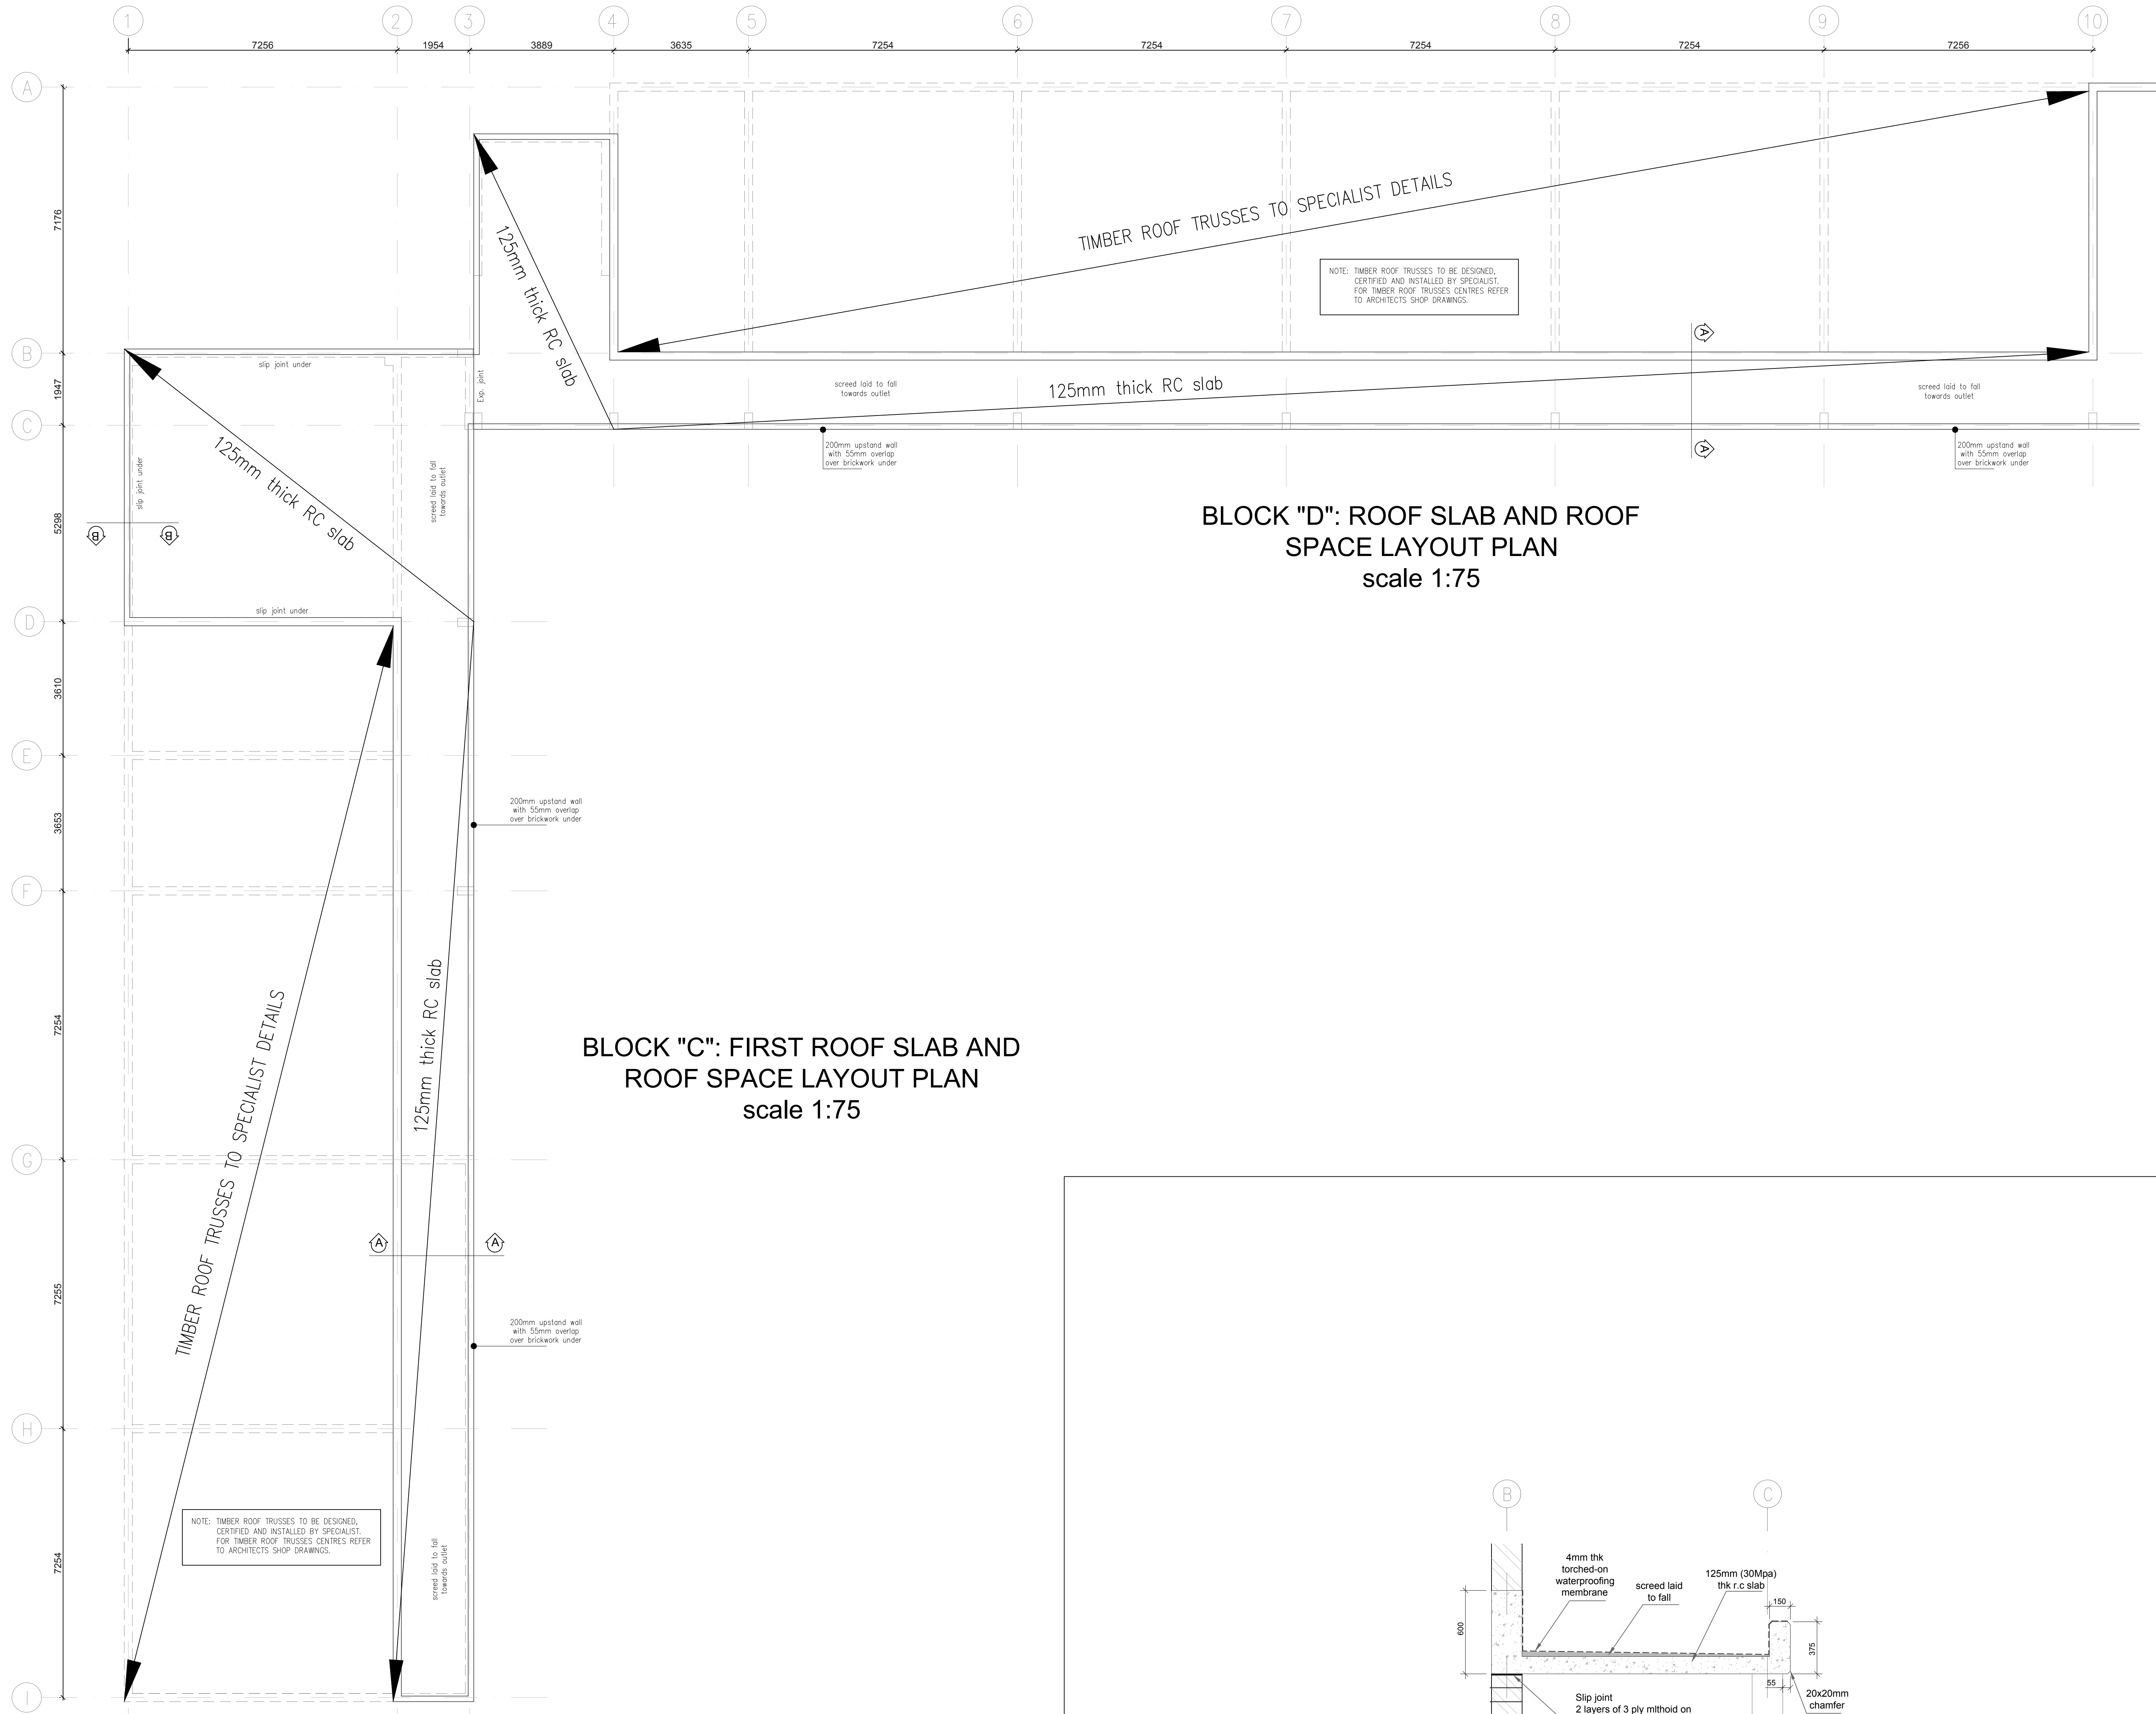 1
2
3
4
5
6
7
8
9
10
7256
1954
3889
3635
7254
7254
7254
7254
7256
A
B
C
D
E
F
G
H
I
7176
1947
5298
3610
3653
7254
7255
7254
125mm thick RC slab
TIMBER ROOF TRUSSES TO SPECIALIST DETAILS
NOTE: TIMBER ROOF TRUSSES TO BE DESIGNED,
CERTIFIED AND INSTALLED BY SPECIALIST.
FOR TIMBER ROOF TRUSSES CENTRES REFER
TO ARCHITECTS SHOP DRAWINGS.
A
A
slip joint under
Exp. joint
screed laid to fall
towards outlet
125mm thick RC slab
screed laid to fall
towards outlet
200mm upstand wall
with 55mm overlap
over brickwork under
200mm upstand wall
with 55mm overlap
over brickwork under
slip joint under
125mm thick RC slab
screed laid to fall
towards outlet
B
B
slip joint under
BLOCK "D": ROOF SLAB AND ROOF
SPACE LAYOUT PLAN
scale 1:75
200mm upstand wall
with 55mm overlap
over brickwork under
TIMBER ROOF TRUSSES TO SPECIALIST DETAILS
125mm thick RC slab
BLOCK "C": FIRST ROOF SLAB AND
ROOF SPACE LAYOUT PLAN
scale 1:75
A
A
200mm upstand wall
with 55mm overlap
over brickwork under
NOTE: TIMBER ROOF TRUSSES TO BE DESIGNED,
CERTIFIED AND INSTALLED BY SPECIALIST.
FOR TIMBER ROOF TRUSSES CENTRES REFER
TO ARCHITECTS SHOP DRAWINGS.
screed laid to fall
towards outlet
B
C
4mm thk
torched-on
waterproofing
membrane
screed laid
to fall
125mm (30Mpa)
thk r.c slab
150
600
375
55
20x20mm
chamfer
Slip joint
2 layers of 3 ply mlthoid on